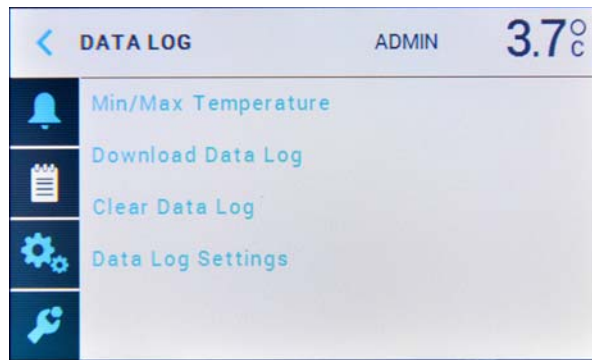 DATA LOG ADMIN 3.7°C
Min/Max Temperature
Download Data Log
Clear Data Log
Data Log Settings